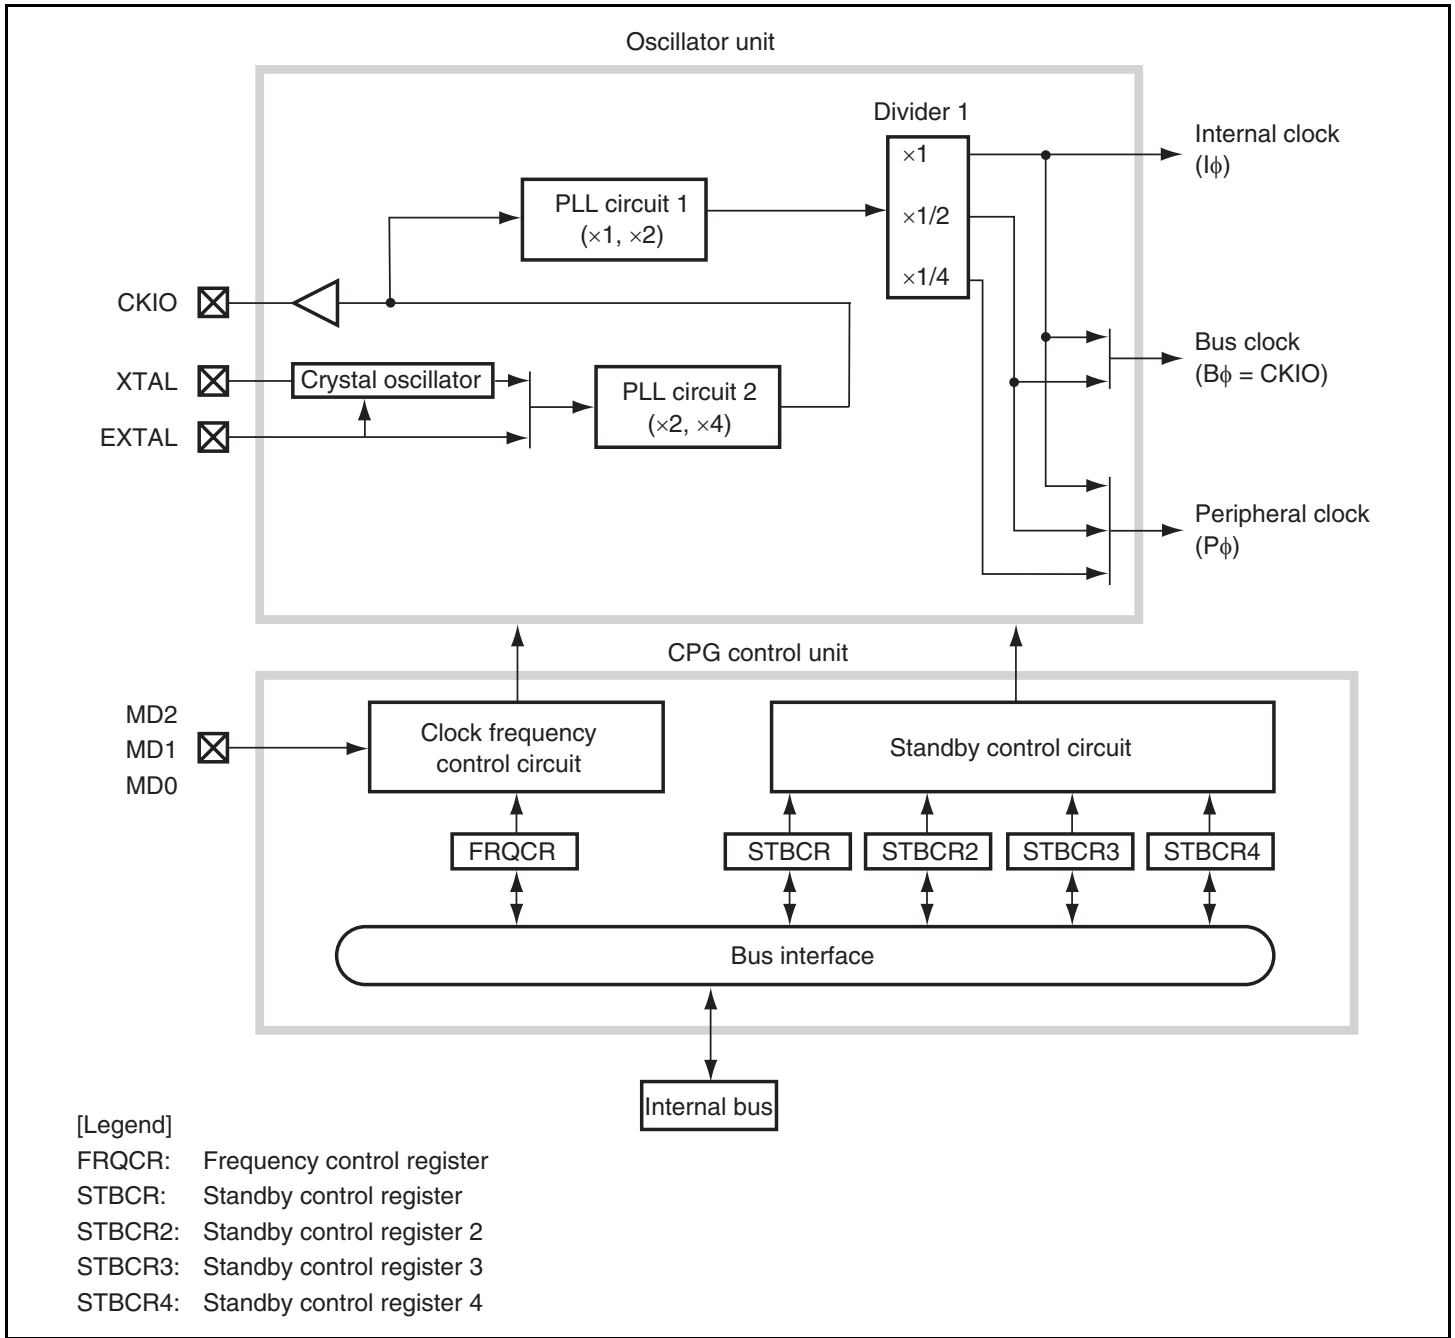 Oscillator unit
Divider 1
×1
×1/2
×1/4
Internal clock
(Iϕ)
PLL circuit 1
(×1, ×2)
CKIO
Bus clock
(Bϕ = CKIO)
XTAL
Crystal oscillator
PLL circuit 2
(×2, ×4)
EXTAL
Peripheral clock
(Pϕ)
CPG control unit
MD2
MD1
MD0
Clock frequency
control circuit
Standby control circuit
FRQCR
STBCR
STBCR2
STBCR3
STBCR4
Bus interface
Internal bus
[Legend]
FRQCR: Frequency control register
STBCR: Standby control register
STBCR2: Standby control register 2
STBCR3: Standby control register 3
STBCR4: Standby control register 4